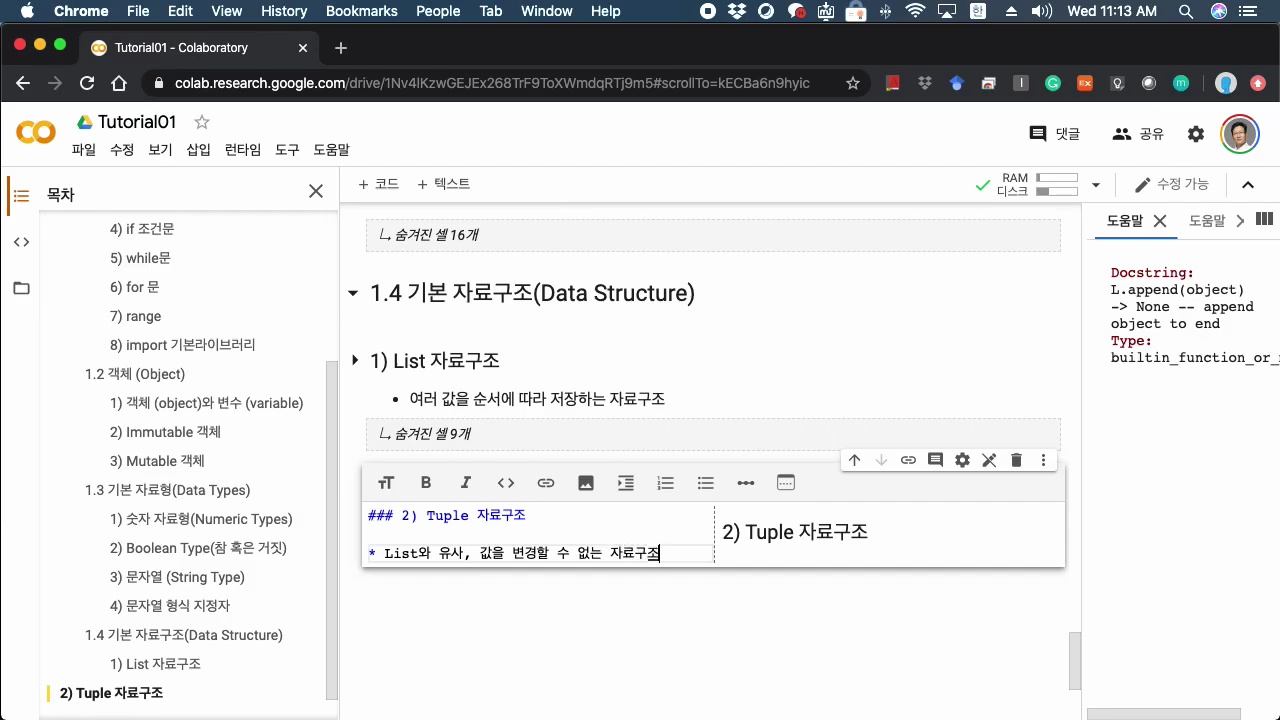 Chrome File Edit View History Bookmarks People Tab Window Help 한 Wed 11:13 AM
Tutorial01 - Colaboratory
colab.research.google.com/drive/1Nv4lKzwGEJEx268TrF9ToXWmdqRTj9m5#scrollTo=kECBa6n9hyic
Tutorial01
댓글 공유
파일 수정 보기 삽입 런타임 도구 도움말
목차
+ 코드 + 텍스트
RAM
디스크
수정 가능
도움말 도움말
4) if 조건문
5) while문
6) for 문
7) range
8) import 기본라이브러리
1.2 객체 (Object)
1) 객체 (object)와 변수 (variable)
2) Immutable 객체
3) Mutable 객체
1.3 기본 자료형(Data Types)
1) 숫자 자료형(Numeric Types)
2) Boolean Type(참 혹은 거짓)
3) 문자열 (String Type)
4) 문자열 형식 지정자
1.4 기본 자료구조(Data Structure)
1) List 자료구조
2) Tuple 자료구조
숨겨진 셀 16개
1.4 기본 자료구조(Data Structure)
1) List 자료구조
• 여러 값을 순서에 따라 저장하는 자료구조
숨겨진 셀 9개
### 2) Tuple 자료구조
* List와 유사, 값을 변경할 수 없는 자료구조
2) Tuple 자료구조
Docstring:
L.append(object)
-> None -- append
object to end
Type:
builtin_function_or_